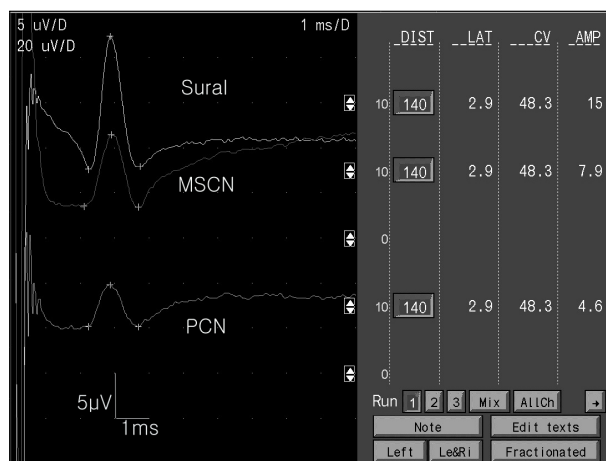 5 uV/D 1 ms/D
20 uV/D
DIST LAT CV AMP
Sural
10 140 2.9 48.3 15
MSCN
10 140 2.9 48.3 7.9
0
10 140 2.9 48.3 4.6
PCN
0
5µV
1ms
Run 1 2 3 Mix AllCh →
Note Edit texts
Left Le&Ri Fractionated